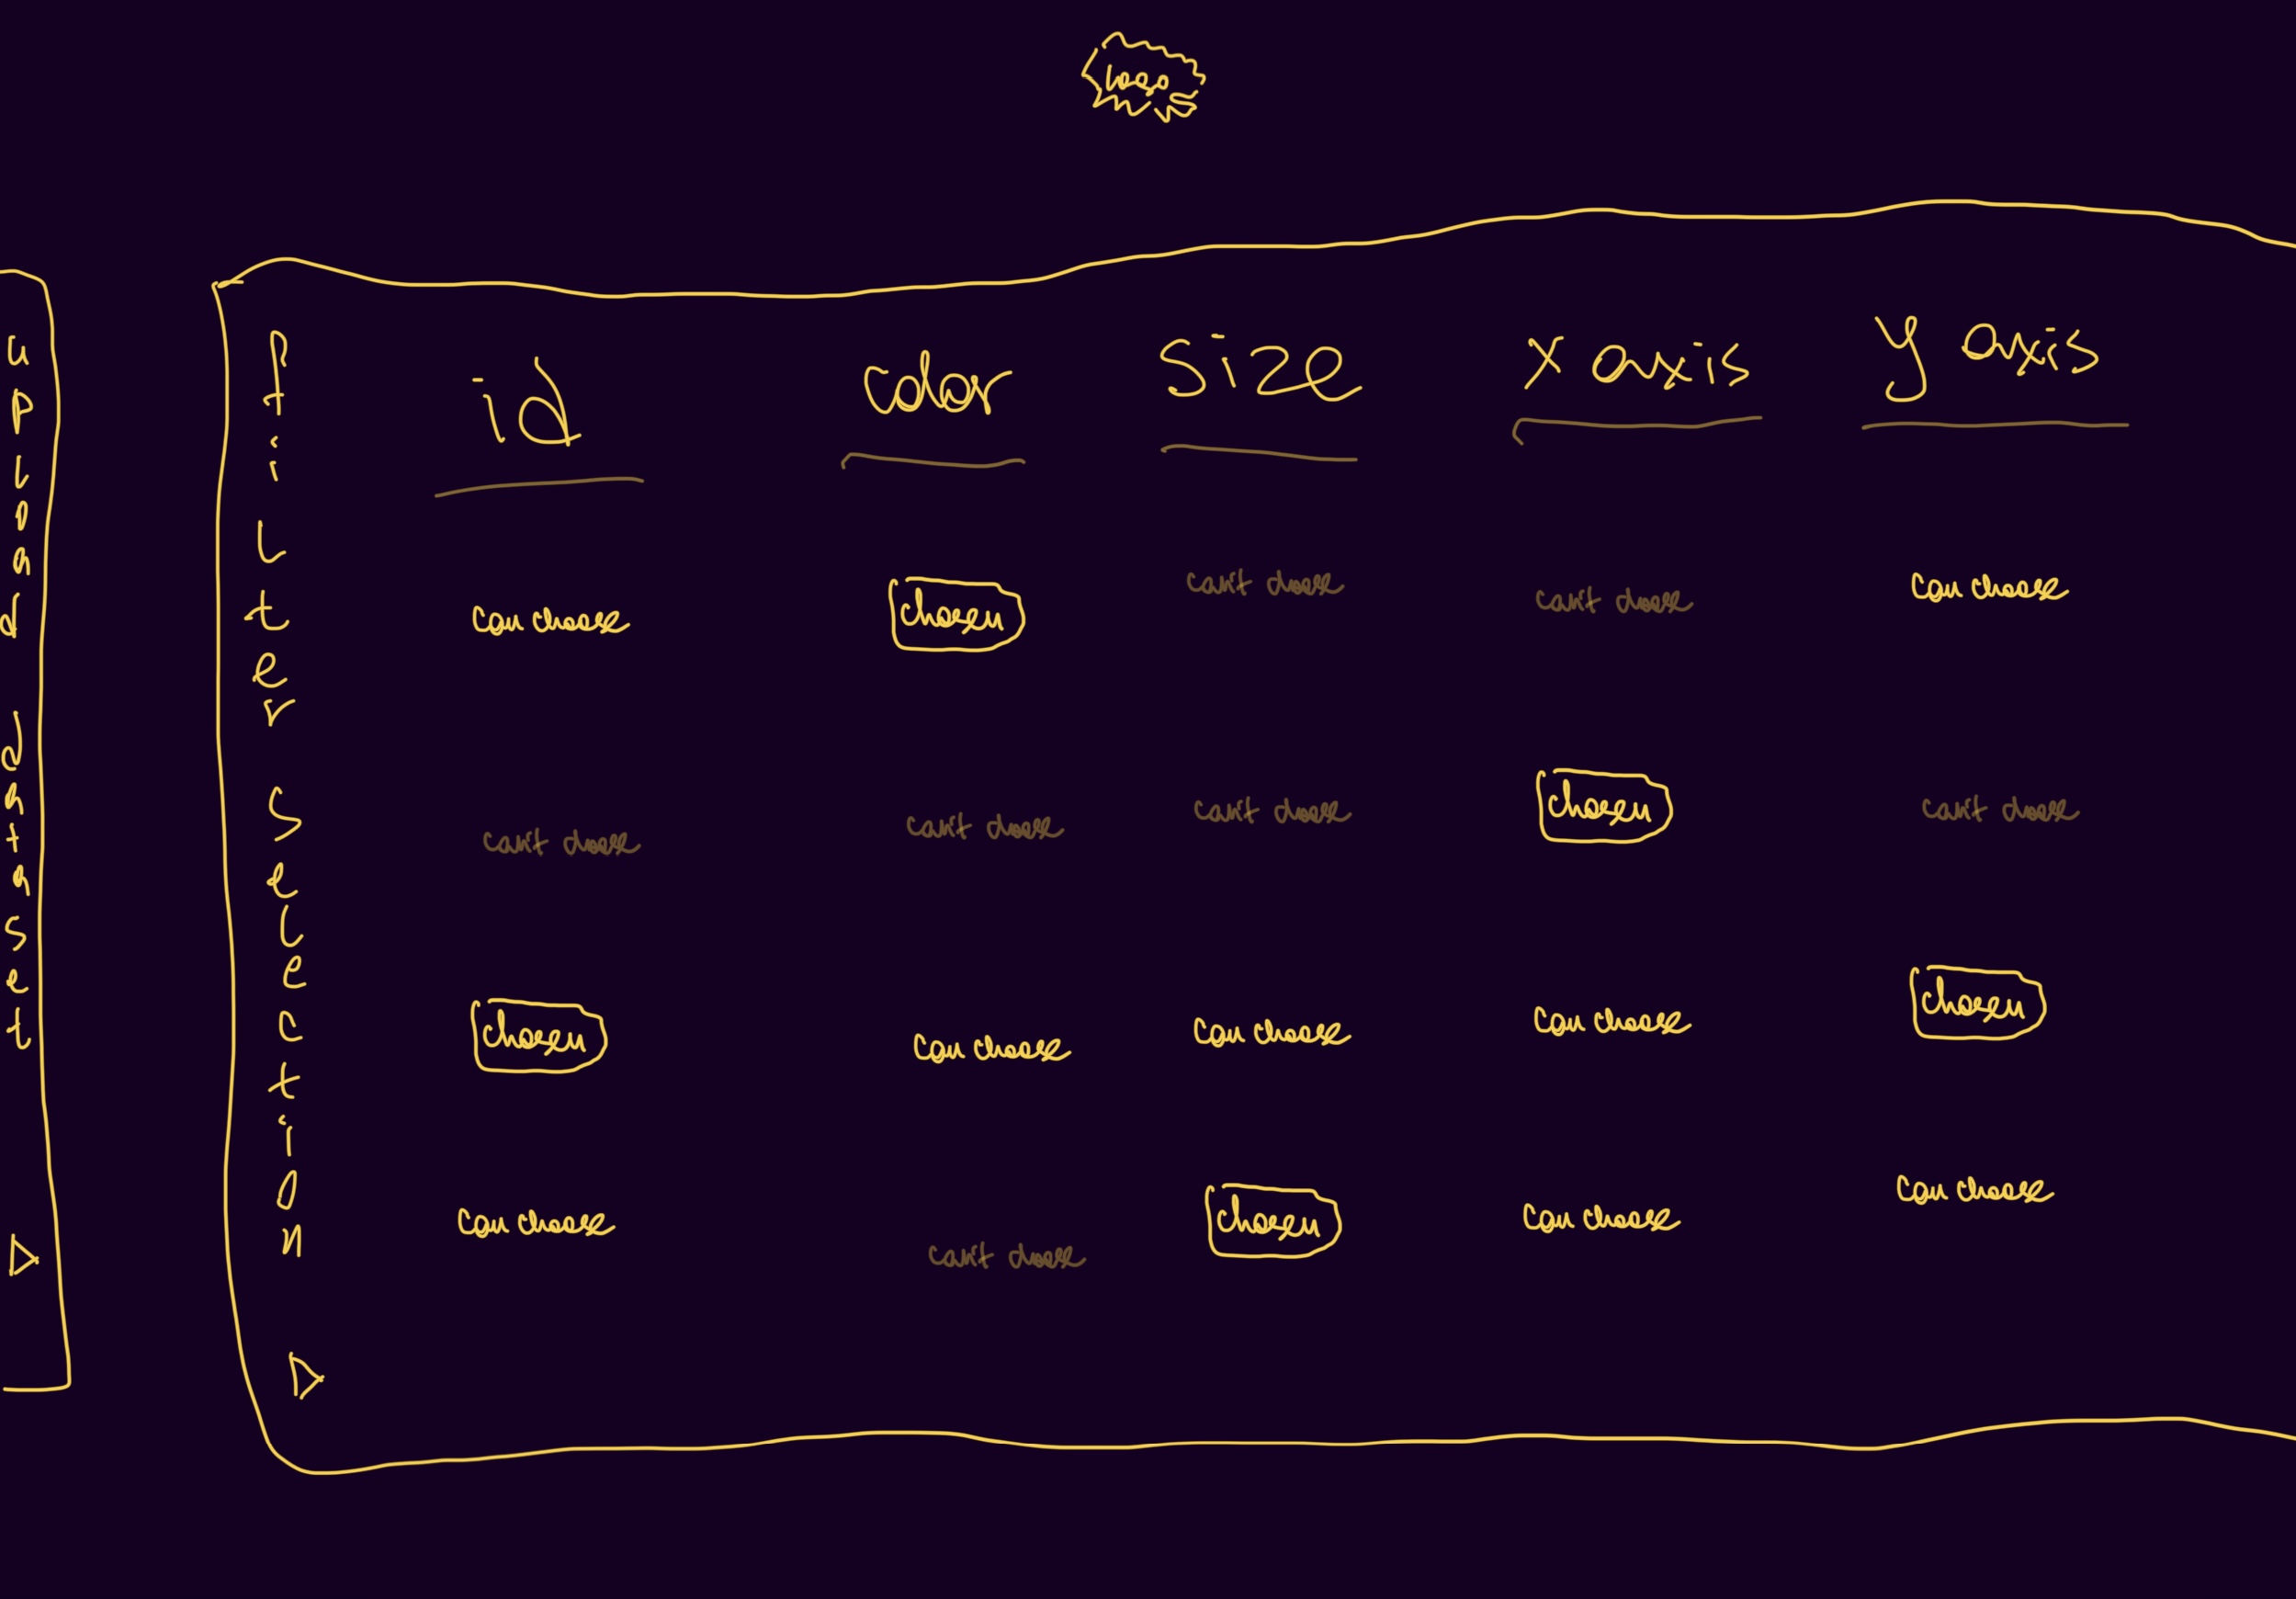 Logo
upload dataset
filter selection
id color size x axis y axis
can choose chosen can't choose can't choose can choose
can't choose can't choose can't choose chosen can't choose
chosen can choose can choose can choose chosen
can choose can't choose chosen can choose can choose